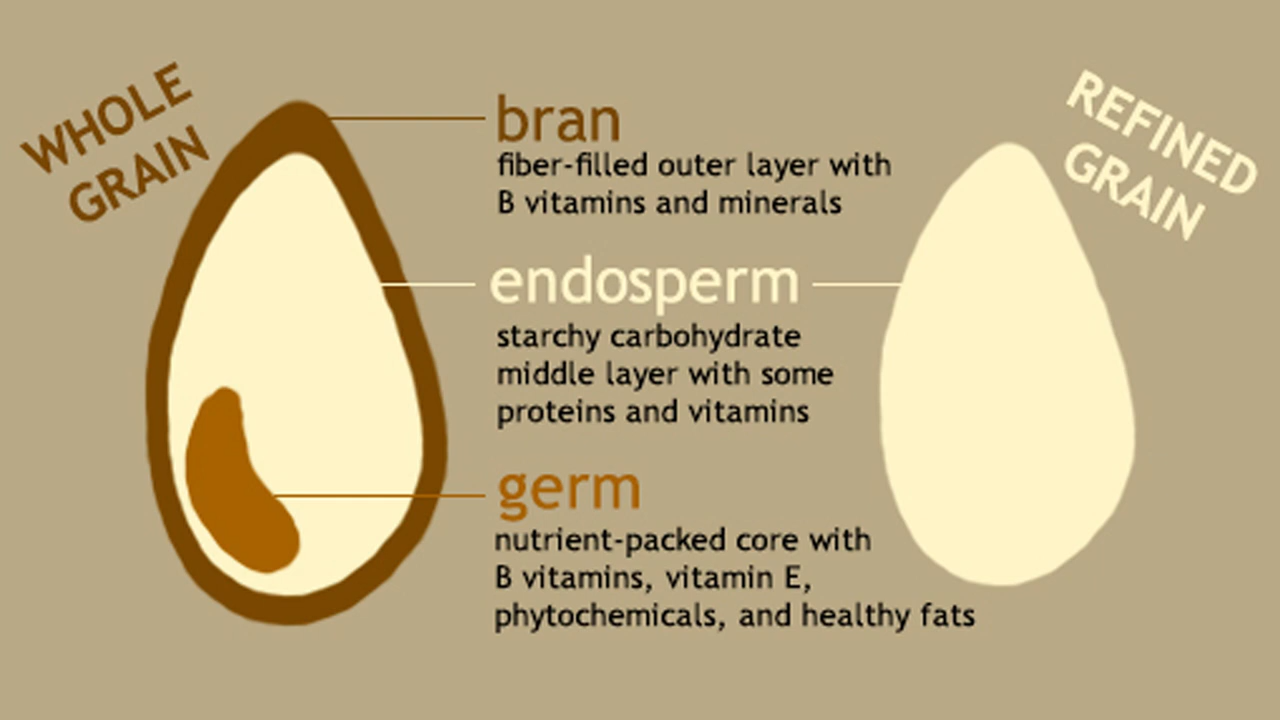 WHOLE
GRAIN
bran
fiber-filled outer layer with
B vitamins and minerals
endosperm
starchy carbohydrate
middle layer with some
proteins and vitamins
germ
nutrient-packed core with
B vitamins, vitamin E,
phytochemicals, and healthy fats
REFINED
GRAIN